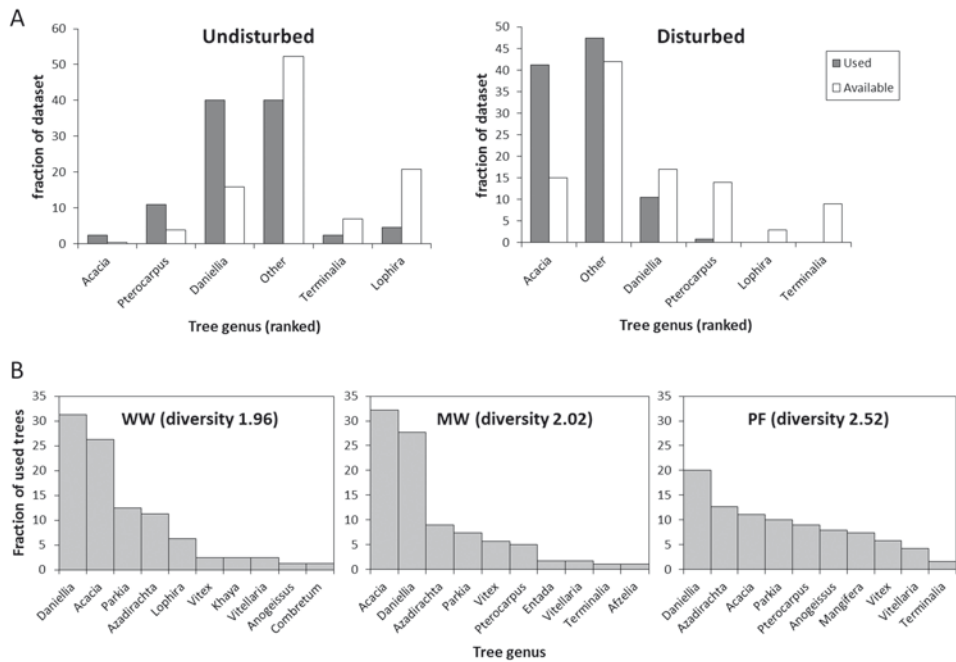 A
Undisturbed
fraction of dataset
60
50
40
30
20
10
0
Acacia
Pterocarpus
Daniellia
Other
Terminalia
Lophira
Tree genus (ranked)
Disturbed
fraction of dataset
50
45
40
35
30
25
20
15
10
5
0
Acacia
Other
Daniellia
Pterocarpus
Lophira
Terminalia
Tree genus (ranked)
Used
Available
B
Fraction of used trees
WW (diversity 1.96)
35
30
25
20
15
10
5
0
Daniellia
Acacia
Parkia
Azadirachta
Lophira
Vitex
Khaya
Vitellaria
Anogeissus
Combretum
MW (diversity 2.02)
35
30
25
20
15
10
5
0
Acacia
Daniellia
Azadirachta
Parkia
Vitex
Pterocarpus
Entada
Vitellaria
Terminalia
Afzelia
PF (diversity 2.52)
35
30
25
20
15
10
5
0
Daniellia
Azadirachta
Acacia
Parkia
Pterocarpus
Anogeissus
Mangifera
Vitex
Vitellaria
Terminalia
Tree genus